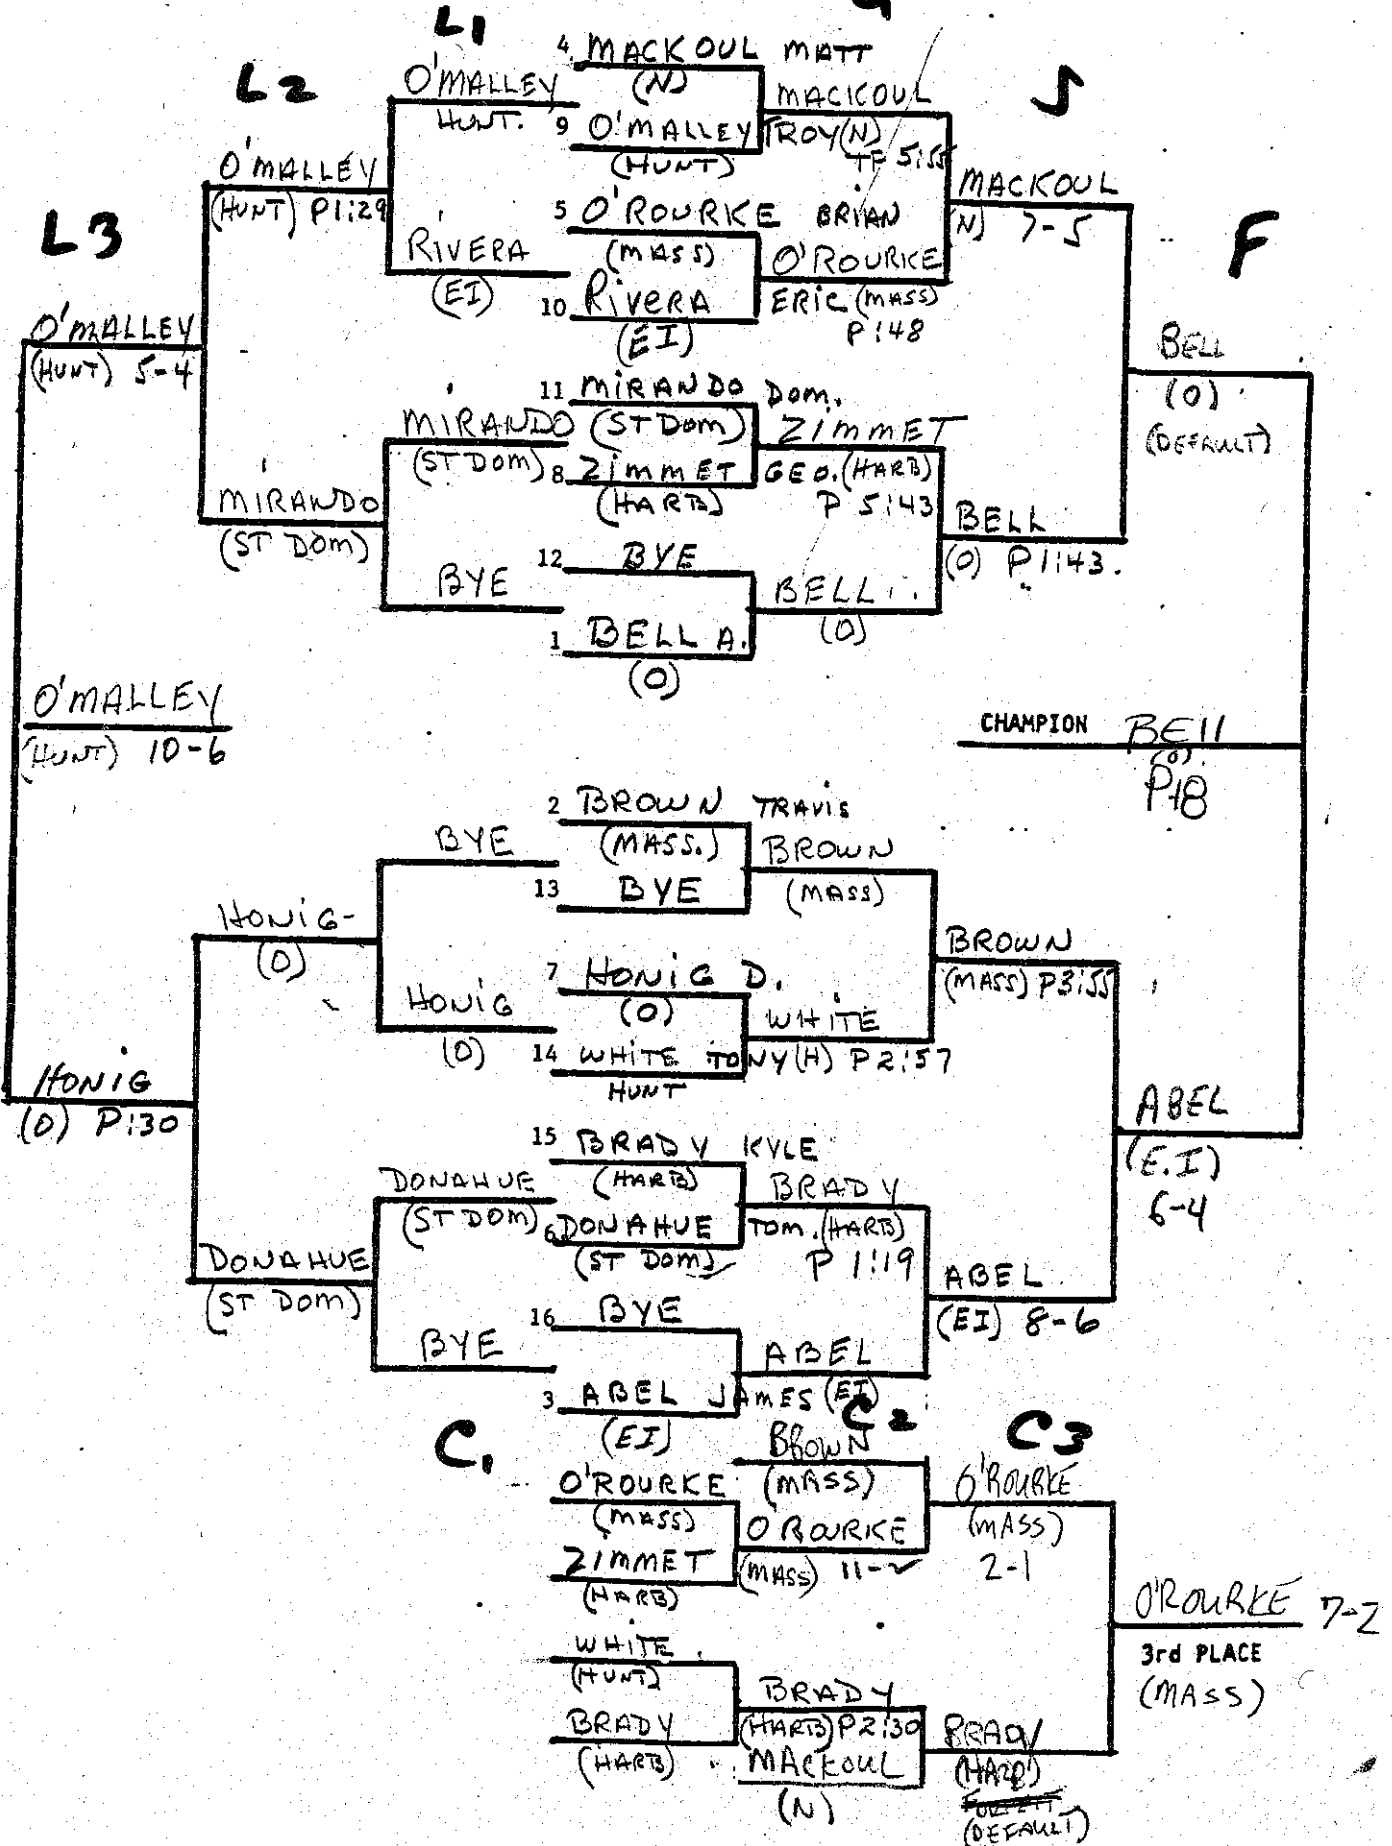 L3
O'MALLEY
(HUNT) 5-4
O'MALLEY
(HUNT) 10-6
HONIG
(O) P:30
L2
O'MALLEY
(HUNT) P1:29
MIRANDO
(ST DOM)
HONIG-
(O)
DONAHUE
(ST DOM)
L1
O'MALLEY
HUNT.
RIVERA
(EI)
MIRANDO
(ST DOM)
BYE
BYE
HONIG
(O)
DONAHUE
(ST DOM)
BYE
4 MACKOUL MATT
(N)
9 O'MALLEY
(HUNT)
5 O'ROURKE BRIAN
(MASS)
10 RIVERA
(EI)
11 MIRANDO DOM.
(ST DOM)
8 ZIMMET
(HARB)
12 BYE
1 BELL A.
(O)
2 BROWN TRAVIS
(MASS.)
13 BYE
7 HONIG D.
(O)
14 WHITE TONY (H)
HUNT
15 BRADY KYLE
(HARB)
6 DONAHUE
(ST DOM)
16 BYE
3 ABEL JAMES (EI)
(EI)
MACKOUL
TROY (N)
TF 5:55
O'ROURKE
ERIC (MASS)
P:48
ZIMMET
GEO. (HARB)
P 5:43
BELL
(O)
BROWN
(MASS)
WHITE
P2:57
BRADY
TOM. (HARB)
P 1:19
ABEL
S
MACKOUL
(N) 7-5
BELL
(O) P1:43.
BROWN
(MASS) P3:55
ABEL
(EI) 8-6
F
BELL
(O)
(DEFAULT)
CHAMPION BELL
(O)
P:18
ABEL
(E.I)
6-4
C1
O'ROURKE
(MASS)
ZIMMET
(HARB)
WHITE
(HUNT)
BRADY
(HARB)
C2
BROWN
(MASS)
O'ROURKE
(MASS) 11-2
BRADY
(HARB) P2:30
MACKOUL
(N)
C3
O'ROURKE
(MASS)
2-1
BRADY
(HARB)
(DEFAULT)
O'ROURKE 7-2
3rd PLACE
(MASS)